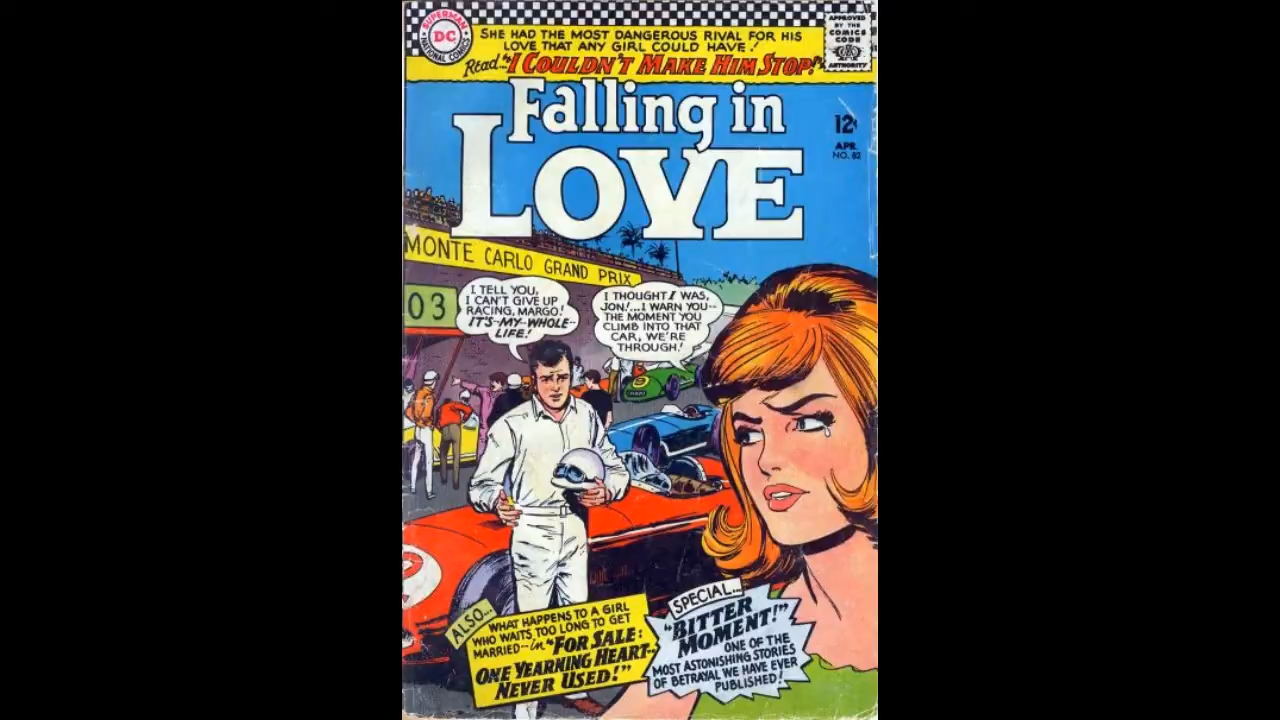 SUPERMAN
DC
NATIONAL COMICS
APPROVED
BY THE
COMICS
CODE
AUTHORITY
SHE HAD THE MOST DANGEROUS RIVAL FOR HIS
LOVE THAT ANY GIRL COULD HAVE!
Read.."I COULDN'T MAKE HIM STOP!"
Falling in
LOVE
12¢
APR.
NO. 82
MONTE CARLO GRAND PRIX
03
I TELL YOU,
I CAN'T GIVE UP
RACING, MARGO!
IT'S--MY--WHOLE--
LIFE!
I THOUGHT I WAS,
JON!...I WARN YOU--
THE MOMENT YOU
CLIMB INTO THAT
CAR, WE'RE
THROUGH!
ALSO...
WHAT HAPPENS TO A GIRL
WHO WAITS TOO LONG TO GET
MARRIED--in "FOR SALE:
ONE YEARNING HEART--
NEVER USED!"
SPECIAL...
"BITTER
MOMENT!"
ONE OF THE
MOST ASTONISHING STORIES
OF BETRAYAL WE HAVE EVER
PUBLISHED!